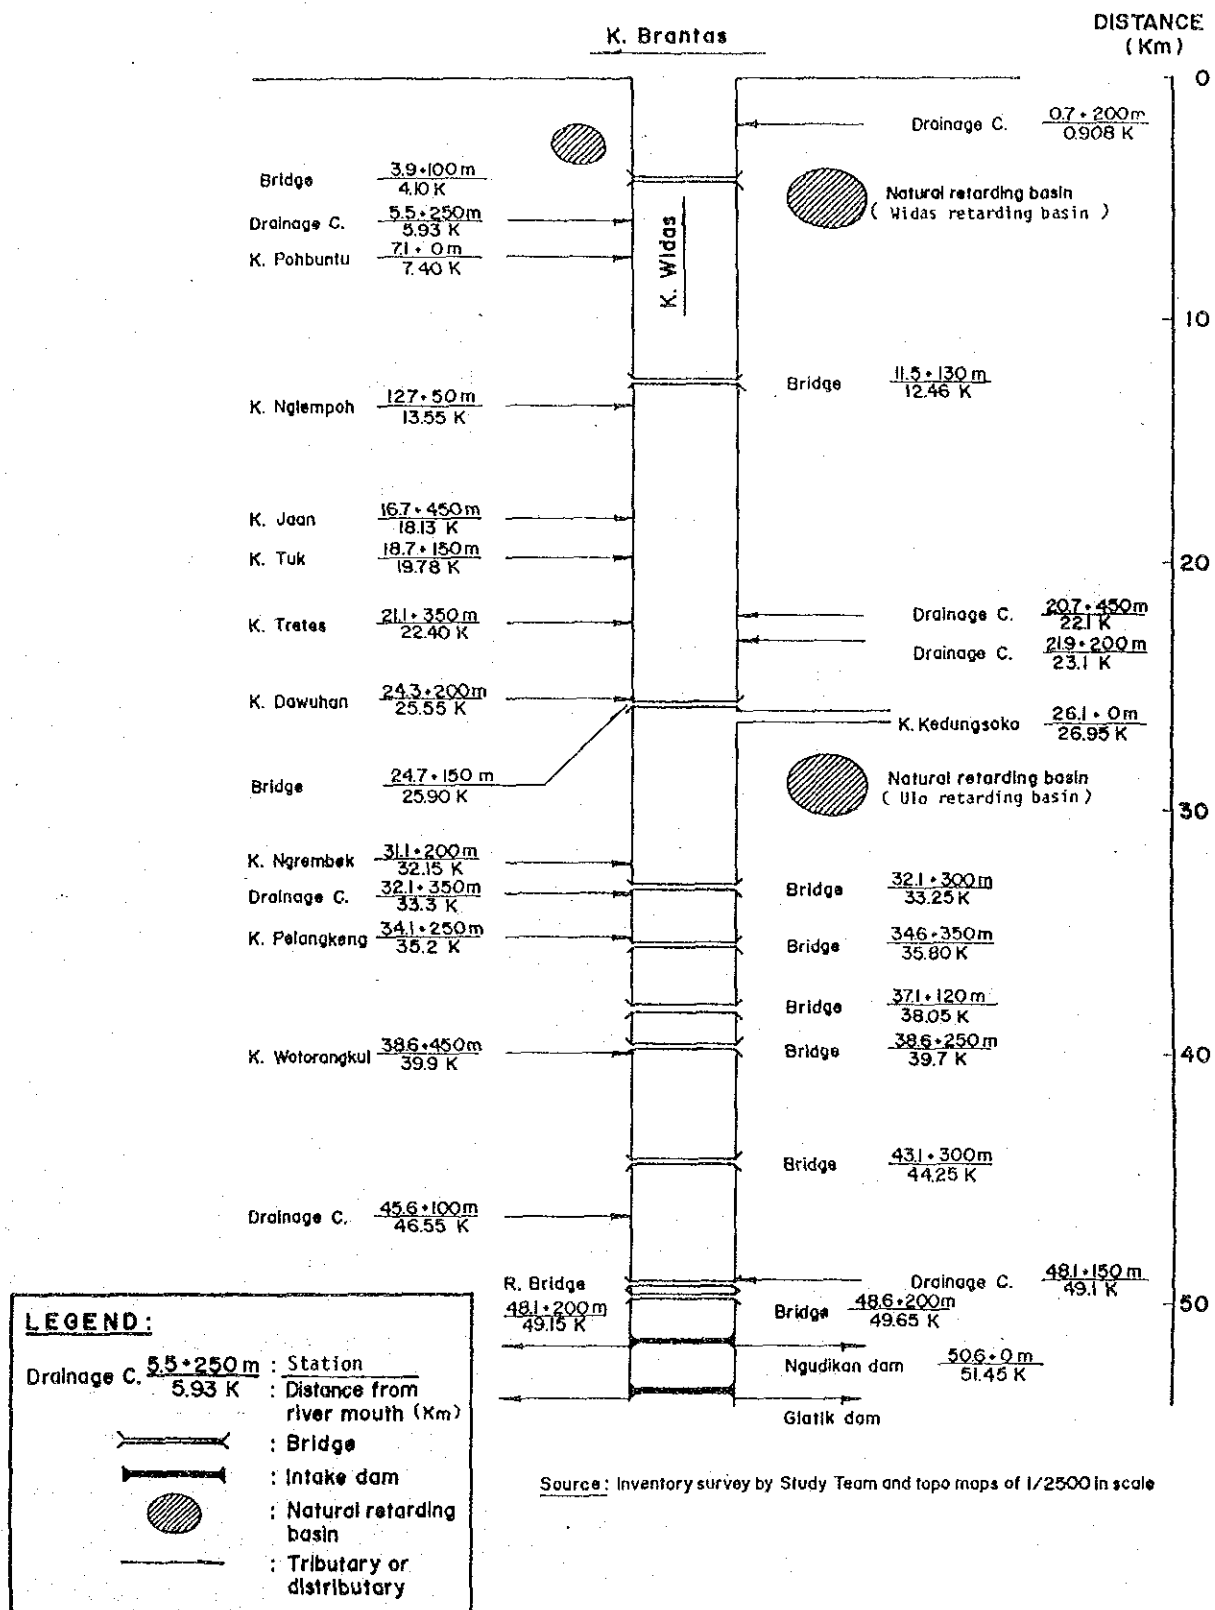 K. Brantas
DISTANCE
(Km)
0
Drainage C. 0.7+200m
0.908 K
Bridge 3.9+100m
4.10 K
Natural retarding basin
( Widas retarding basin )
Drainage C. 5.5+250m
5.93 K
K. Pohbuntu 7.1+0m
7.40 K
K. Widas
10
Bridge 11.5+130m
12.46 K
K. Nglempoh 12.7+50m
13.55 K
K. Jaan 16.7+450m
18.13 K
K. Tuk 18.7+150m
19.78 K
20
K. Tretes 21.1+350m
22.40 K
Drainage C. 20.7+450m
22.1 K
Drainage C. 21.9+200m
23.1 K
K. Dawuhan 24.3+200m
25.55 K
K. Kedungsoko 26.1+0m
26.95 K
Bridge 24.7+150m
25.90 K
Natural retarding basin
( Ulo retarding basin )
30
K. Ngrembek 31.1+200m
32.15 K
Drainage C. 32.1+350m
33.3 K
Bridge 32.1+300m
33.25 K
K. Pelangkeng 34.1+250m
35.2 K
Bridge 34.6+350m
35.80 K
Bridge 37.1+120m
38.05 K
K. Wotorangkul 38.6+450m
39.9 K
Bridge 38.6+250m
39.7 K
40
Bridge 43.1+300m
44.25 K
Drainage C. 45.6+100m
46.55 K
R. Bridge
48.1+200m
49.15 K
Drainage C. 48.1+150m
49.1 K
Bridge 48.6+200m
49.65 K
50
Ngudikan dam 50.6+0m
51.45 K
Glatik dam
LEGEND:
Drainage C. 5.5+250m : Station
5.93 K : Distance from
river mouth (Km)
: Bridge
: Intake dam
: Natural retarding
basin
: Tributary or
distributary
Source: Inventory survey by Study Team and topo maps of 1/2500 in scale